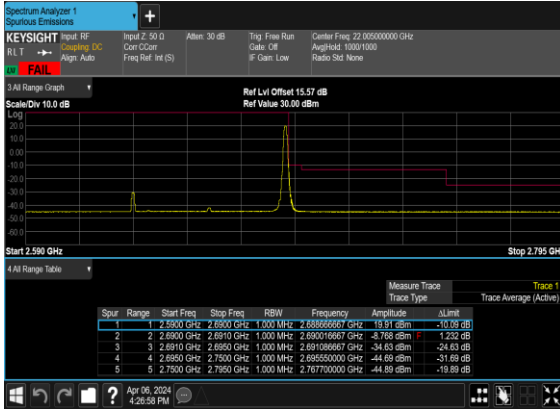 Spectrum Analyzer 1
Spurious Emissions
KEYSIGHT
RLT
LXI
FAIL
Input: RF
Coupling: DC
Align: Auto
Input Z: 50 Ω
Corr CCorr
Freq Ref: Int (S)
Atten: 30 dB
Trig: Free Run
Gate: Off
IF Gain: Low
Center Freq: 22.005000000 GHz
Avg|Hold: 1000/1000
Radio Std: None
3 All Range Graph
Scale/Div 10.0 dB
Ref Lvl Offset 15.57 dB
Ref Value 30.00 dBm
Log
20.0
10.0
0.00
-10.0
-20.0
-30.0
-40.0
-50.0
-60.0
Start 2.590 GHz
Stop 2.795 GH
4 All Range Table
Measure Trace Trace 1
Trace Type Trace Average (Active)
Spur Range Start Freq Stop Freq RBW Frequency Amplitude ΔLimit
1 1 2.5900 GHz 2.6900 GHz 1.000 MHz 2.688666667 GHz 19.91 dBm -10.09 dB
2 2 2.6900 GHz 2.6910 GHz 1.000 MHz 2.690016667 GHz -8.768 dBm F 1.232 dB
3 3 2.6910 GHz 2.6950 GHz 1.000 MHz 2.691086667 GHz -34.63 dBm -24.63 dB
4 4 2.6950 GHz 2.7500 GHz 1.000 MHz 2.695550000 GHz -44.69 dBm -31.69 dB
5 5 2.7500 GHz 2.7950 GHz 1.000 MHz 2.767700000 GHz -44.89 dBm -19.89 dB
?
Apr 06, 2024
4:26:58 PM